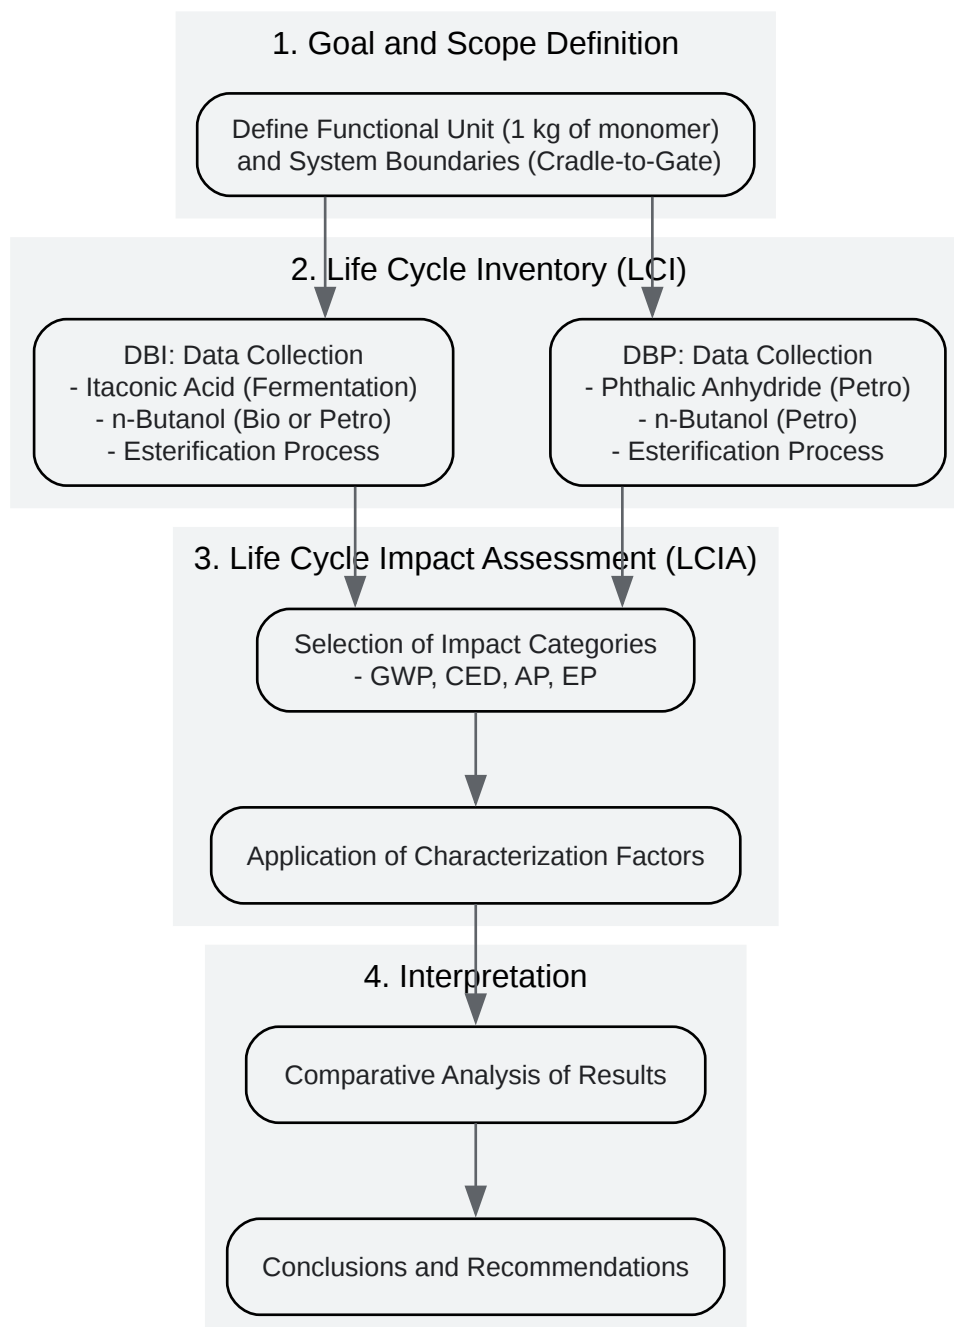 1. Goal and Scope Definition
Define Functional Unit (1 kg of monomer)
and System Boundaries (Cradle-to-Gate)
2. Life Cycle Inventory (LCI)
DBI: Data Collection
- Itaconic Acid (Fermentation)
- n-Butanol (Bio or Petro)
- Esterification Process
DBP: Data Collection
- Phthalic Anhydride (Petro)
- n-Butanol (Petro)
- Esterification Process
3. Life Cycle Impact Assessment (LCIA)
Selection of Impact Categories
- GWP, CED, AP, EP
Application of Characterization Factors
4. Interpretation
Comparative Analysis of Results
Conclusions and Recommendations